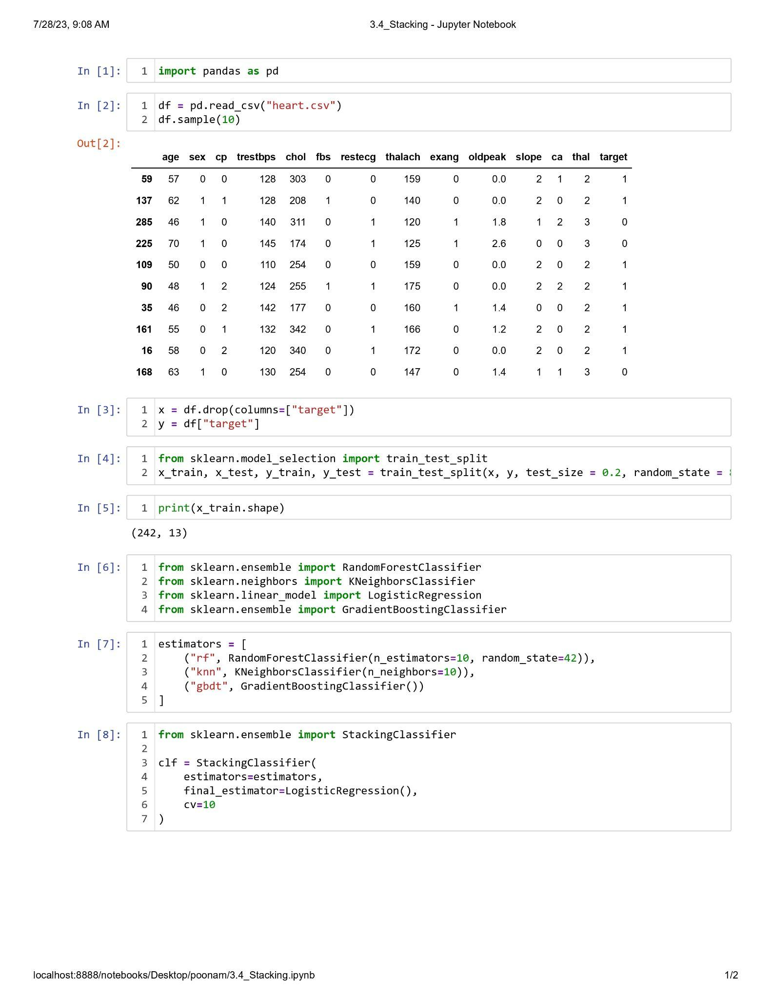 7/28/23, 9:08 AM 3.4_Stacking - Jupyter Notebook
In [1]: 1 import pandas as pd
In [2]: 1 df = pd.read_csv("heart.csv")
2 df.sample(10)
Out[2]:
age sex cp trestbps chol fbs restecg thalach exang oldpeak slope ca thal target
59 57 0 0 128 303 0 0 159 0 0.0 2 1 2 1
137 62 1 1 128 208 1 0 140 0 0.0 2 0 2 1
285 46 1 0 140 311 0 1 120 1 1.8 1 2 3 0
225 70 1 0 145 174 0 1 125 1 2.6 0 0 3 0
109 50 0 0 110 254 0 0 159 0 0.0 2 0 2 1
90 48 1 2 124 255 1 1 175 0 0.0 2 2 2 1
35 46 0 2 142 177 0 0 160 1 1.4 0 0 2 1
161 55 0 1 132 342 0 1 166 0 1.2 2 0 2 1
16 58 0 2 120 340 0 1 172 0 0.0 2 0 2 1
168 63 1 0 130 254 0 0 147 0 1.4 1 1 3 0
In [3]: 1 x = df.drop(columns=["target"])
2 y = df["target"]
In [4]: 1 from sklearn.model_selection import train_test_split
2 x_train, x_test, y_train, y_test = train_test_split(x, y, test_size = 0.2, random_state =
In [5]: 1 print(x_train.shape)
(242, 13)
In [6]: 1 from sklearn.ensemble import RandomForestClassifier
2 from sklearn.neighbors import KNeighborsClassifier
3 from sklearn.linear_model import LogisticRegression
4 from sklearn.ensemble import GradientBoostingClassifier
In [7]: 1 estimators = [
2 ("rf", RandomForestClassifier(n_estimators=10, random_state=42)),
3 ("knn", KNeighborsClassifier(n_neighbors=10)),
4 ("gbdt", GradientBoostingClassifier())
5 ]
In [8]: 1 from sklearn.ensemble import StackingClassifier
2
3 clf = StackingClassifier(
4 estimators=estimators,
5 final_estimator=LogisticRegression(),
6 cv=10
7 )
localhost:8888/notebooks/Desktop/poonam/3.4_Stacking.ipynb 1/2